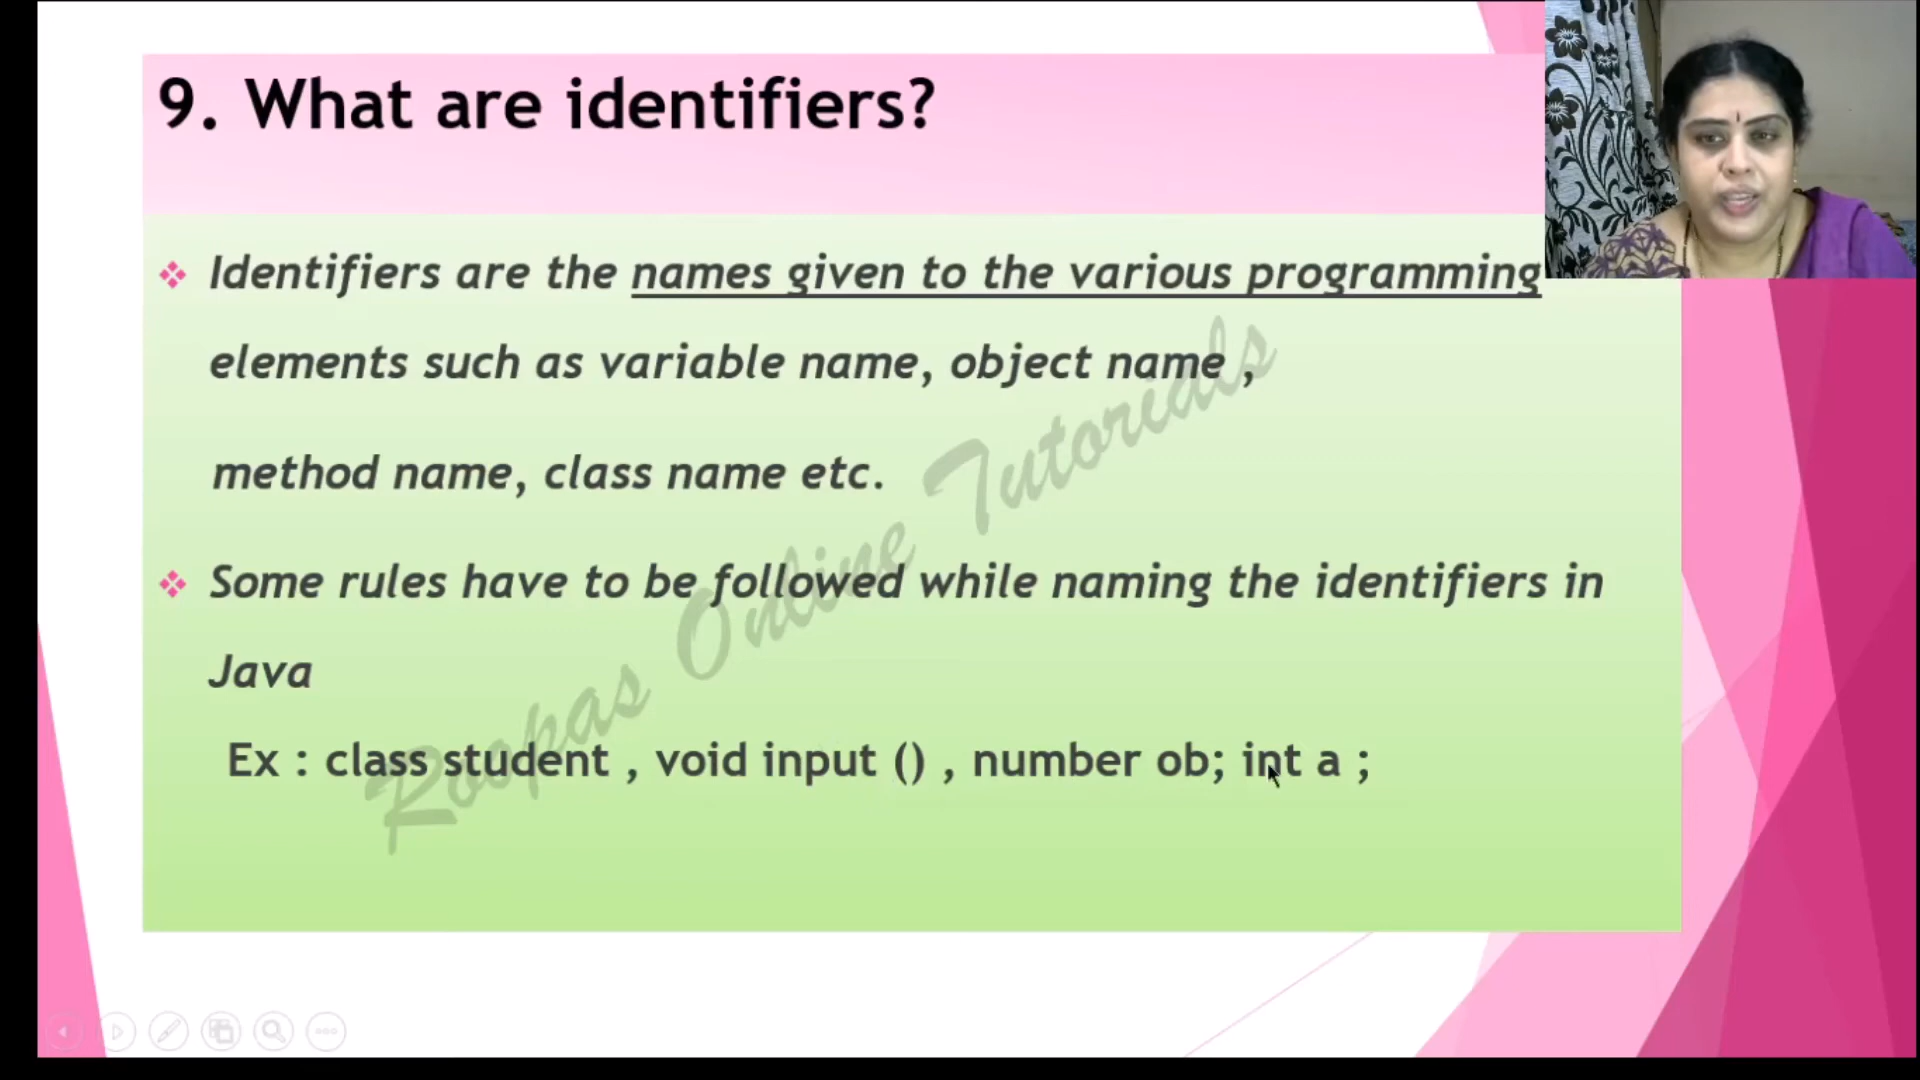 9. What are identifiers?
Identifiers are the names given to the various programming
elements such as variable name, object name ,
method name, class name etc.
Some rules have to be followed while naming the identifiers in
Java
Ex : class student , void input () , number ob; int a ;
Roopas Online Tutorials